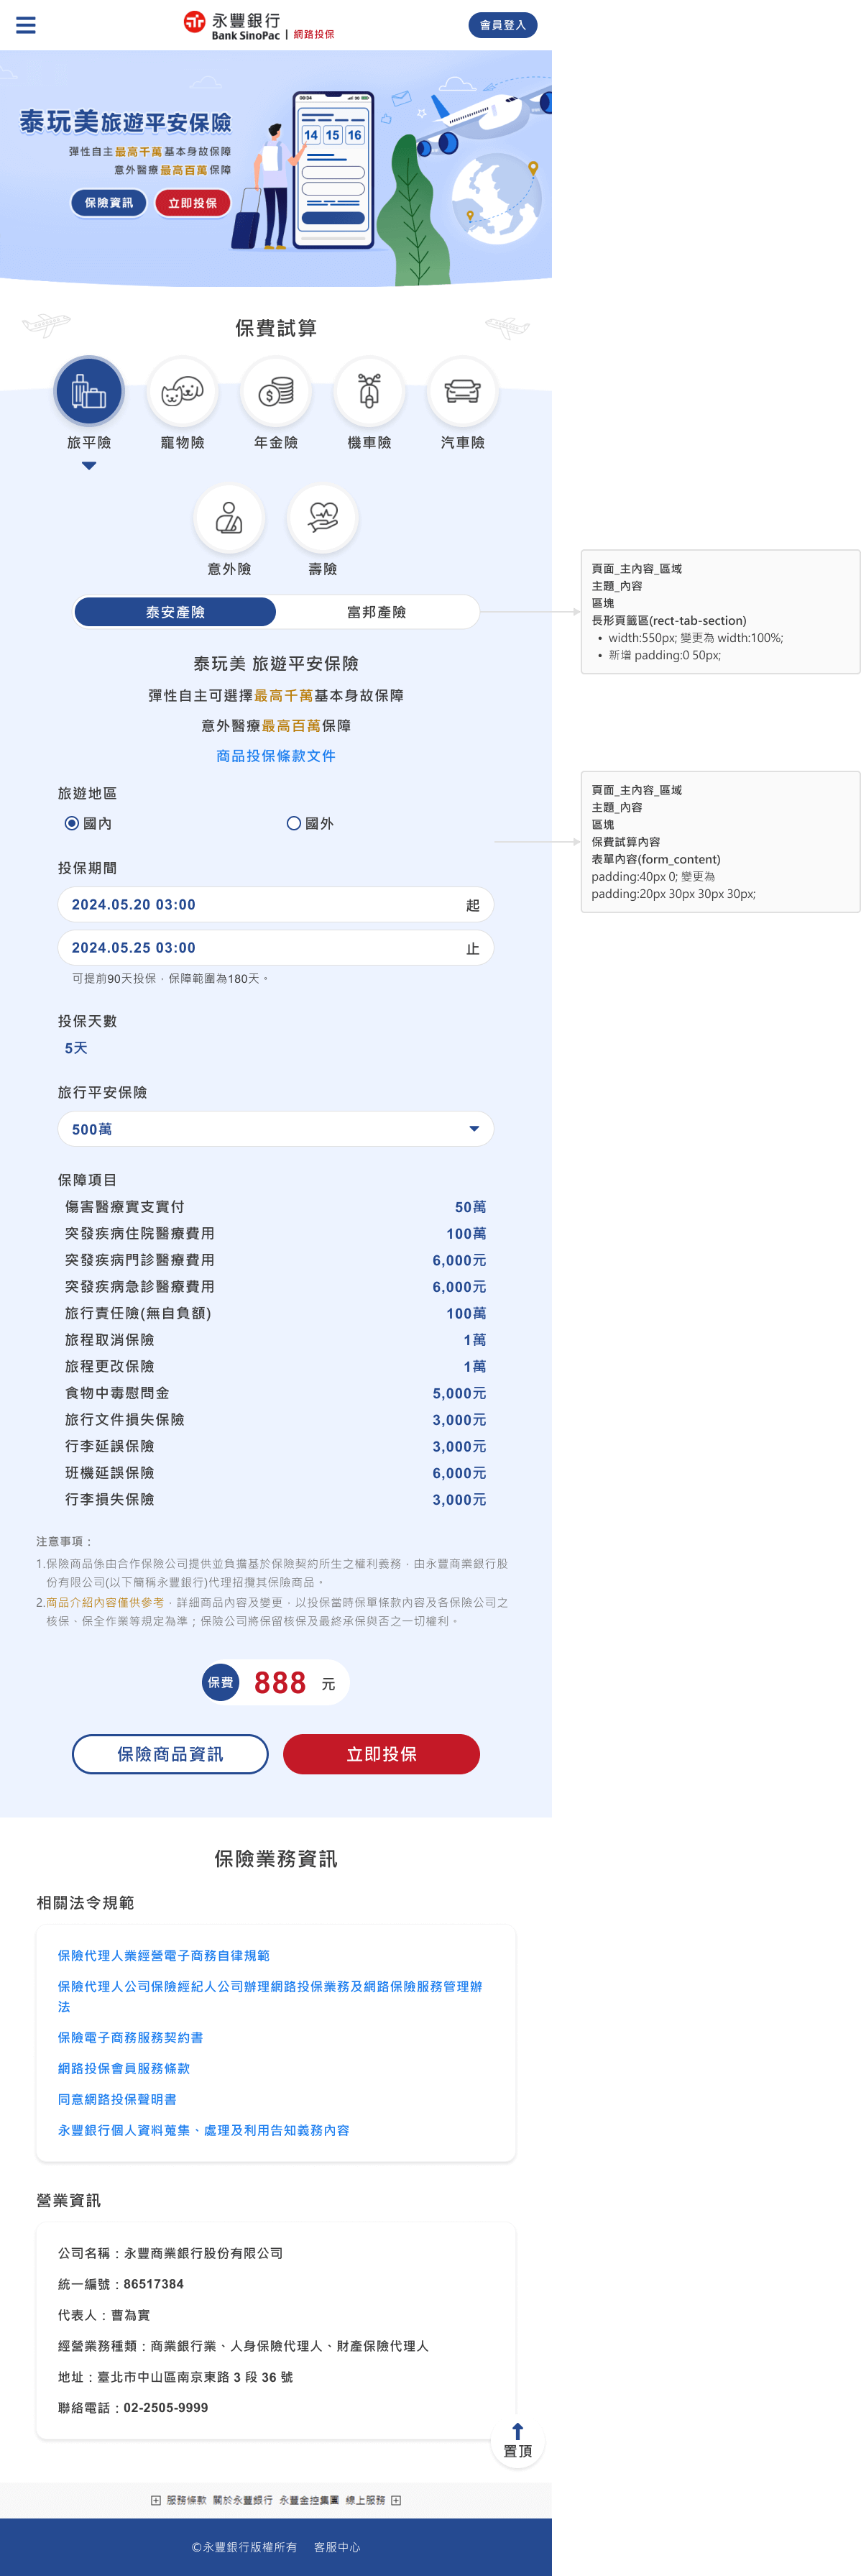 永豐銀行
Bank SinoPac
網路投保
會員登入
泰玩美旅遊平安保險
彈性自主最高千萬基本身故保障
意外醫療最高百萬保障
保險資訊
立即投保
14 15 16
保費試算
旅平險
寵物險
年金險
機車險
汽車險
意外險
壽險
泰安產險
富邦產險
頁面_主內容_區域
主題_內容
區塊
長形頁籤區(rect-tab-section)
• width:550px; 變更為 width:100%;
• 新增 padding:0 50px;
泰玩美 旅遊平安保險
彈性自主可選擇最高千萬基本身故保障
意外醫療最高百萬保障
商品投保條款文件
旅遊地區
國內
國外
頁面_主內容_區域
主題_內容
區塊
保費試算內容
表單內容(form_content)
padding:40px 0; 變更為
padding:20px 30px 30px 30px;
投保期間
2024.05.20 03:00 起
2024.05.25 03:00 止
可提前90天投保，保障範圍為180天。
投保天數
5天
旅行平安保險
500萬
保障項目
傷害醫療實支實付 50萬
突發疾病住院醫療費用 100萬
突發疾病門診醫療費用 6,000元
突發疾病急診醫療費用 6,000元
旅行責任險(無自負額) 100萬
旅程取消保險 1萬
旅程更改保險 1萬
食物中毒慰問金 5,000元
旅行文件損失保險 3,000元
行李延誤保險 3,000元
班機延誤保險 6,000元
行李損失保險 3,000元
注意事項：
1.保險商品係由合作保險公司提供並負擔基於保險契約所生之權利義務，由永豐商業銀行股
份有限公司(以下簡稱永豐銀行)代理招攬其保險商品。
2.商品介紹內容僅供參考，詳細商品內容及變更，以投保當時保單條款內容及各保險公司之
核保、保全作業等規定為準；保險公司將保留核保及最終承保與否之一切權利。
保費 888 元
保險商品資訊
立即投保
保險業務資訊
相關法令規範
保險代理人業經營電子商務自律規範
保險代理人公司保險經紀人公司辦理網路投保業務及網路保險服務管理辦
法
保險電子商務服務契約書
網路投保會員服務條款
同意網路投保聲明書
永豐銀行個人資料蒐集、處理及利用告知義務內容
營業資訊
公司名稱：永豐商業銀行股份有限公司
統一編號：86517384
代表人：曹為實
經營業務種類：商業銀行業、人身保險代理人、財產保險代理人
地址：臺北市中山區南京東路 3 段 36 號
聯絡電話：02-2505-9999
置頂
服務條款 關於永豐銀行 永豐金控集團 線上服務
©永豐銀行版權所有 客服中心